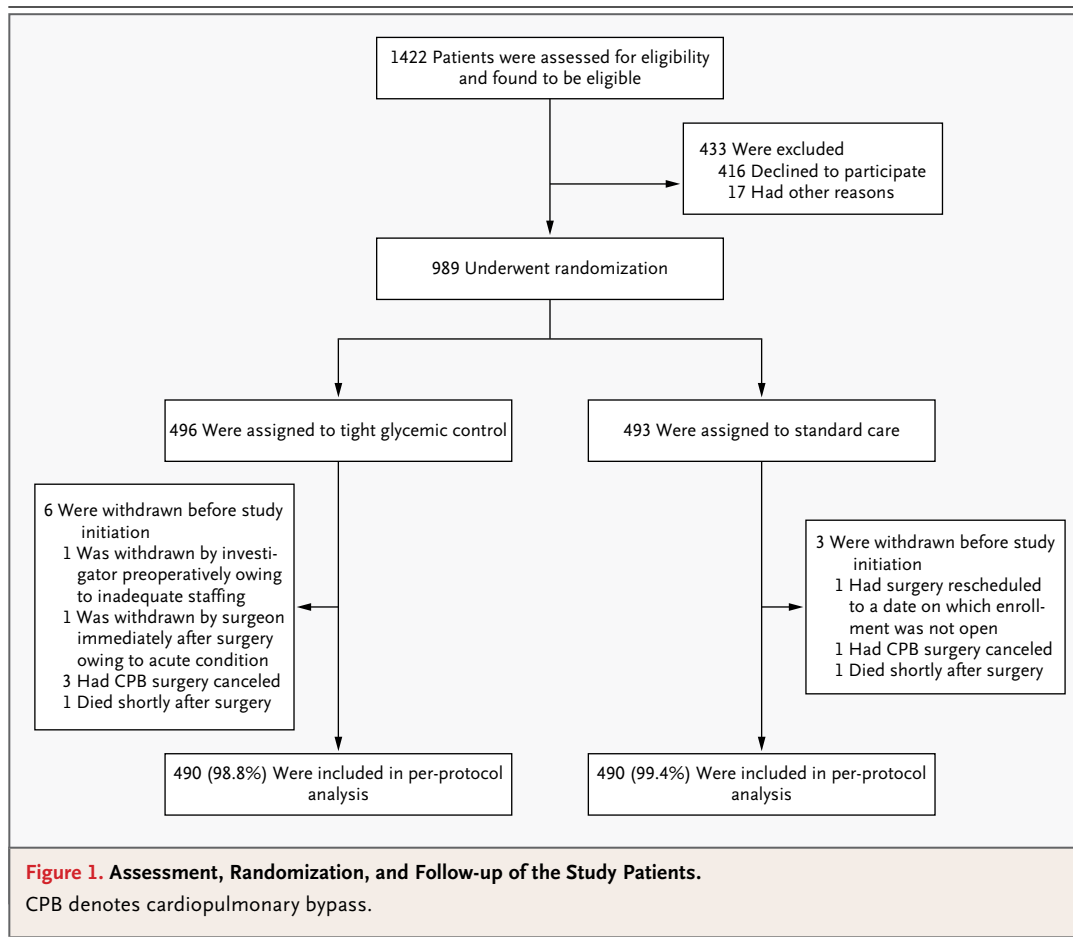 1422 Patients were assessed for eligibility
and found to be eligible
433 Were excluded
416 Declined to participate
17 Had other reasons
989 Underwent randomization
496 Were assigned to tight glycemic control
493 Were assigned to standard care
6 Were withdrawn before study
initiation
1 Was withdrawn by investi-
gator preoperatively owing
to inadequate staffing
1 Was withdrawn by surgeon
immediately after surgery
owing to acute condition
3 Had CPB surgery canceled
1 Died shortly after surgery
3 Were withdrawn before study
initiation
1 Had surgery rescheduled
to a date on which enroll-
ment was not open
1 Had CPB surgery canceled
1 Died shortly after surgery
490 (98.8%) Were included in per-protocol
analysis
490 (99.4%) Were included in per-protocol
analysis
Figure 1. Assessment, Randomization, and Follow-up of the Study Patients.
CPB denotes cardiopulmonary bypass.